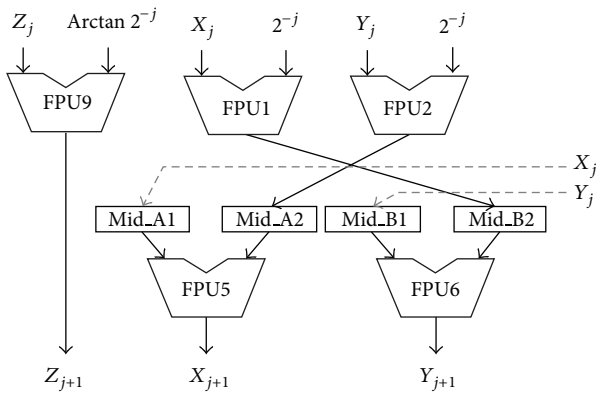 Z_j Arctan 2^{-j} X_j 2^{-j} Y_j 2^{-j}
FPU9 FPU1 FPU2
X_j
Y_j
Mid_A1 Mid_A2 Mid_B1 Mid_B2
FPU5 FPU6
Z_{j+1} X_{j+1} Y_{j+1}